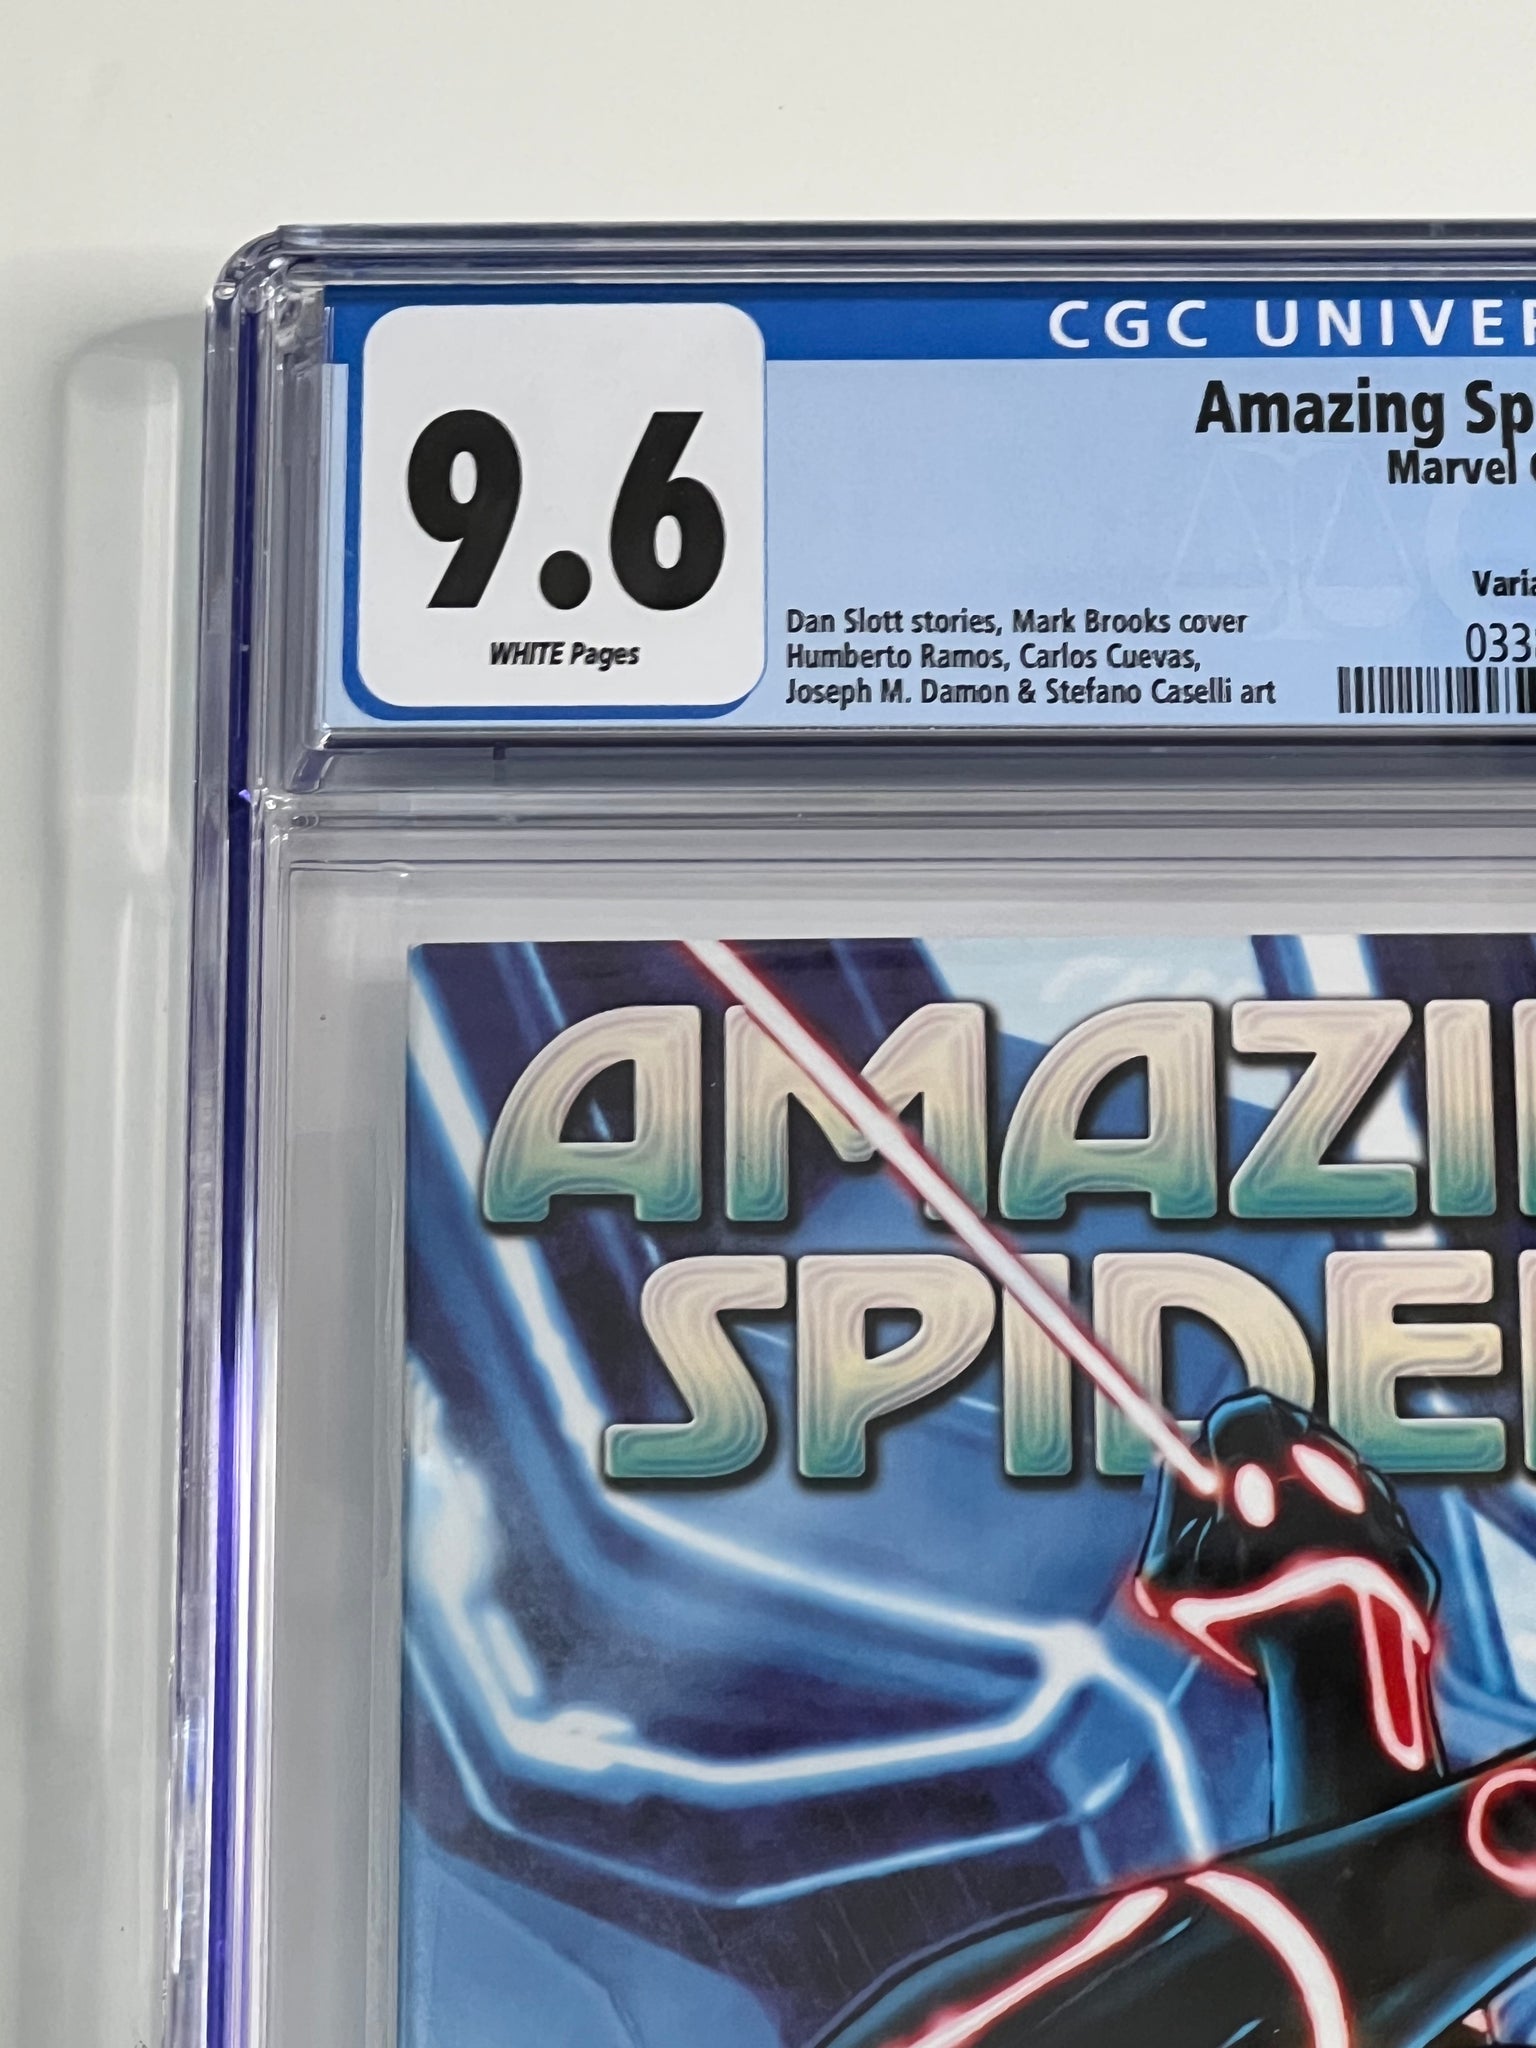 CGC UNIVER
9.6
WHITE Pages
Amazing Sp
Marvel
Varia
Dan Slott stories, Mark Brooks cover
Humberto Ramos, Carlos Cuevas,
Joseph M. Damon & Stefano Caselli art
033
AMAZI
SPIDE